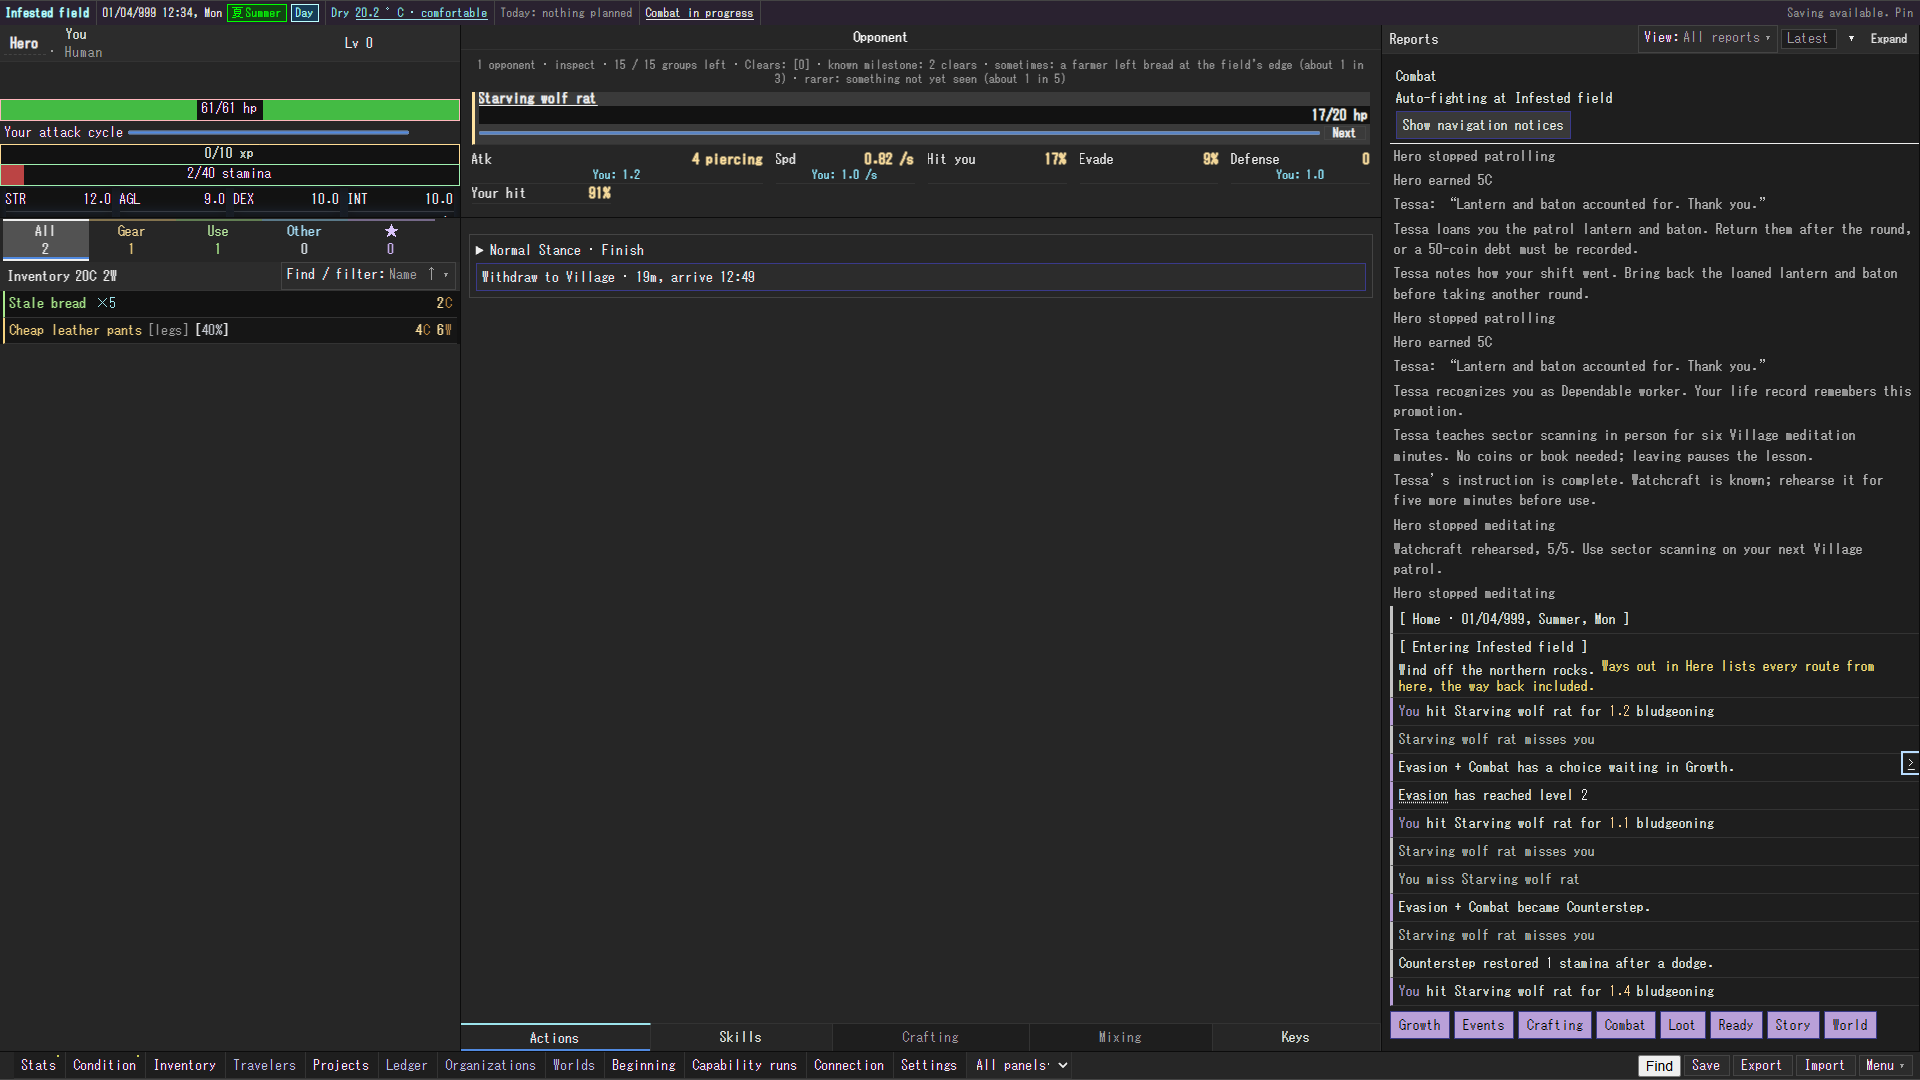 Infested field 01/04/999 12:34, Mon 夏Summer Day Dry 20.2 ° C · comfortable Today: nothing planned Combat in progress Saving available. Pin
Hero · You Human Lv 0
61/61 hp
Your attack cycle
0/10 xp
2/40 stamina
STR 12.0 AGL 9.0 DEX 10.0 INT 10.0
All 2 Gear 1 Use 1 Other 0 ★ 0
Inventory 20C 2W Find / filter: Name ↑ ▾
Stale bread ×5 2C
Cheap leather pants [legs] [40%] 4C 6W
Opponent
1 opponent · inspect · 15 / 15 groups left · Clears: [0] · known milestone: 2 clears · sometimes: a farmer left bread at the field's edge (about 1 in
3) · rarer: something not yet seen (about 1 in 5)
Starving wolf rat
17/20 hp
Next
Atk 4 piercing Spd 0.82 /s Hit you 17% Evade 9% Defense 0
You: 1.2 You: 1.0 /s You: 1.0
Your hit 91%
▶ Normal Stance · Finish
Withdraw to Village · 19m, arrive 12:49
Actions Skills Crafting Mixing Keys
Reports View: All reports ▾ Latest ▾ Expand
Combat
Auto-fighting at Infested field
Show navigation notices
Hero stopped patrolling
Hero earned 5C
Tessa: “Lantern and baton accounted for. Thank you.”
Tessa loans you the patrol lantern and baton. Return them after the round,
or a 50-coin debt must be recorded.
Tessa notes how your shift went. Bring back the loaned lantern and baton
before taking another round.
Hero stopped patrolling
Hero earned 5C
Tessa: “Lantern and baton accounted for. Thank you.”
Tessa recognizes you as Dependable worker. Your life record remembers this
promotion.
Tessa teaches sector scanning in person for six Village meditation
minutes. No coins or book needed; leaving pauses the lesson.
Tessa’s instruction is complete. Watchcraft is known; rehearse it for
five more minutes before use.
Hero stopped meditating
Watchcraft rehearsed, 5/5. Use sector scanning on your next Village
patrol.
Hero stopped meditating
[ Home · 01/04/999, Summer, Mon ]
[ Entering Infested field ]
Wind off the northern rocks. Ways out in Here lists every route from
here, the way back included.
You hit Starving wolf rat for 1.2 bludgeoning
Starving wolf rat misses you
Evasion + Combat has a choice waiting in Growth.
Evasion has reached level 2
You hit Starving wolf rat for 1.1 bludgeoning
Starving wolf rat misses you
You miss Starving wolf rat
Evasion + Combat became Counterstep.
Starving wolf rat misses you
Counterstep restored 1 stamina after a dodge.
You hit Starving wolf rat for 1.4 bludgeoning
Growth Events Crafting Combat Loot Ready Story World
Stats Condition Inventory Travelers Projects Ledger Organizations Worlds Beginning Capability runs Connection Settings All panels Find Save Export Import Menu